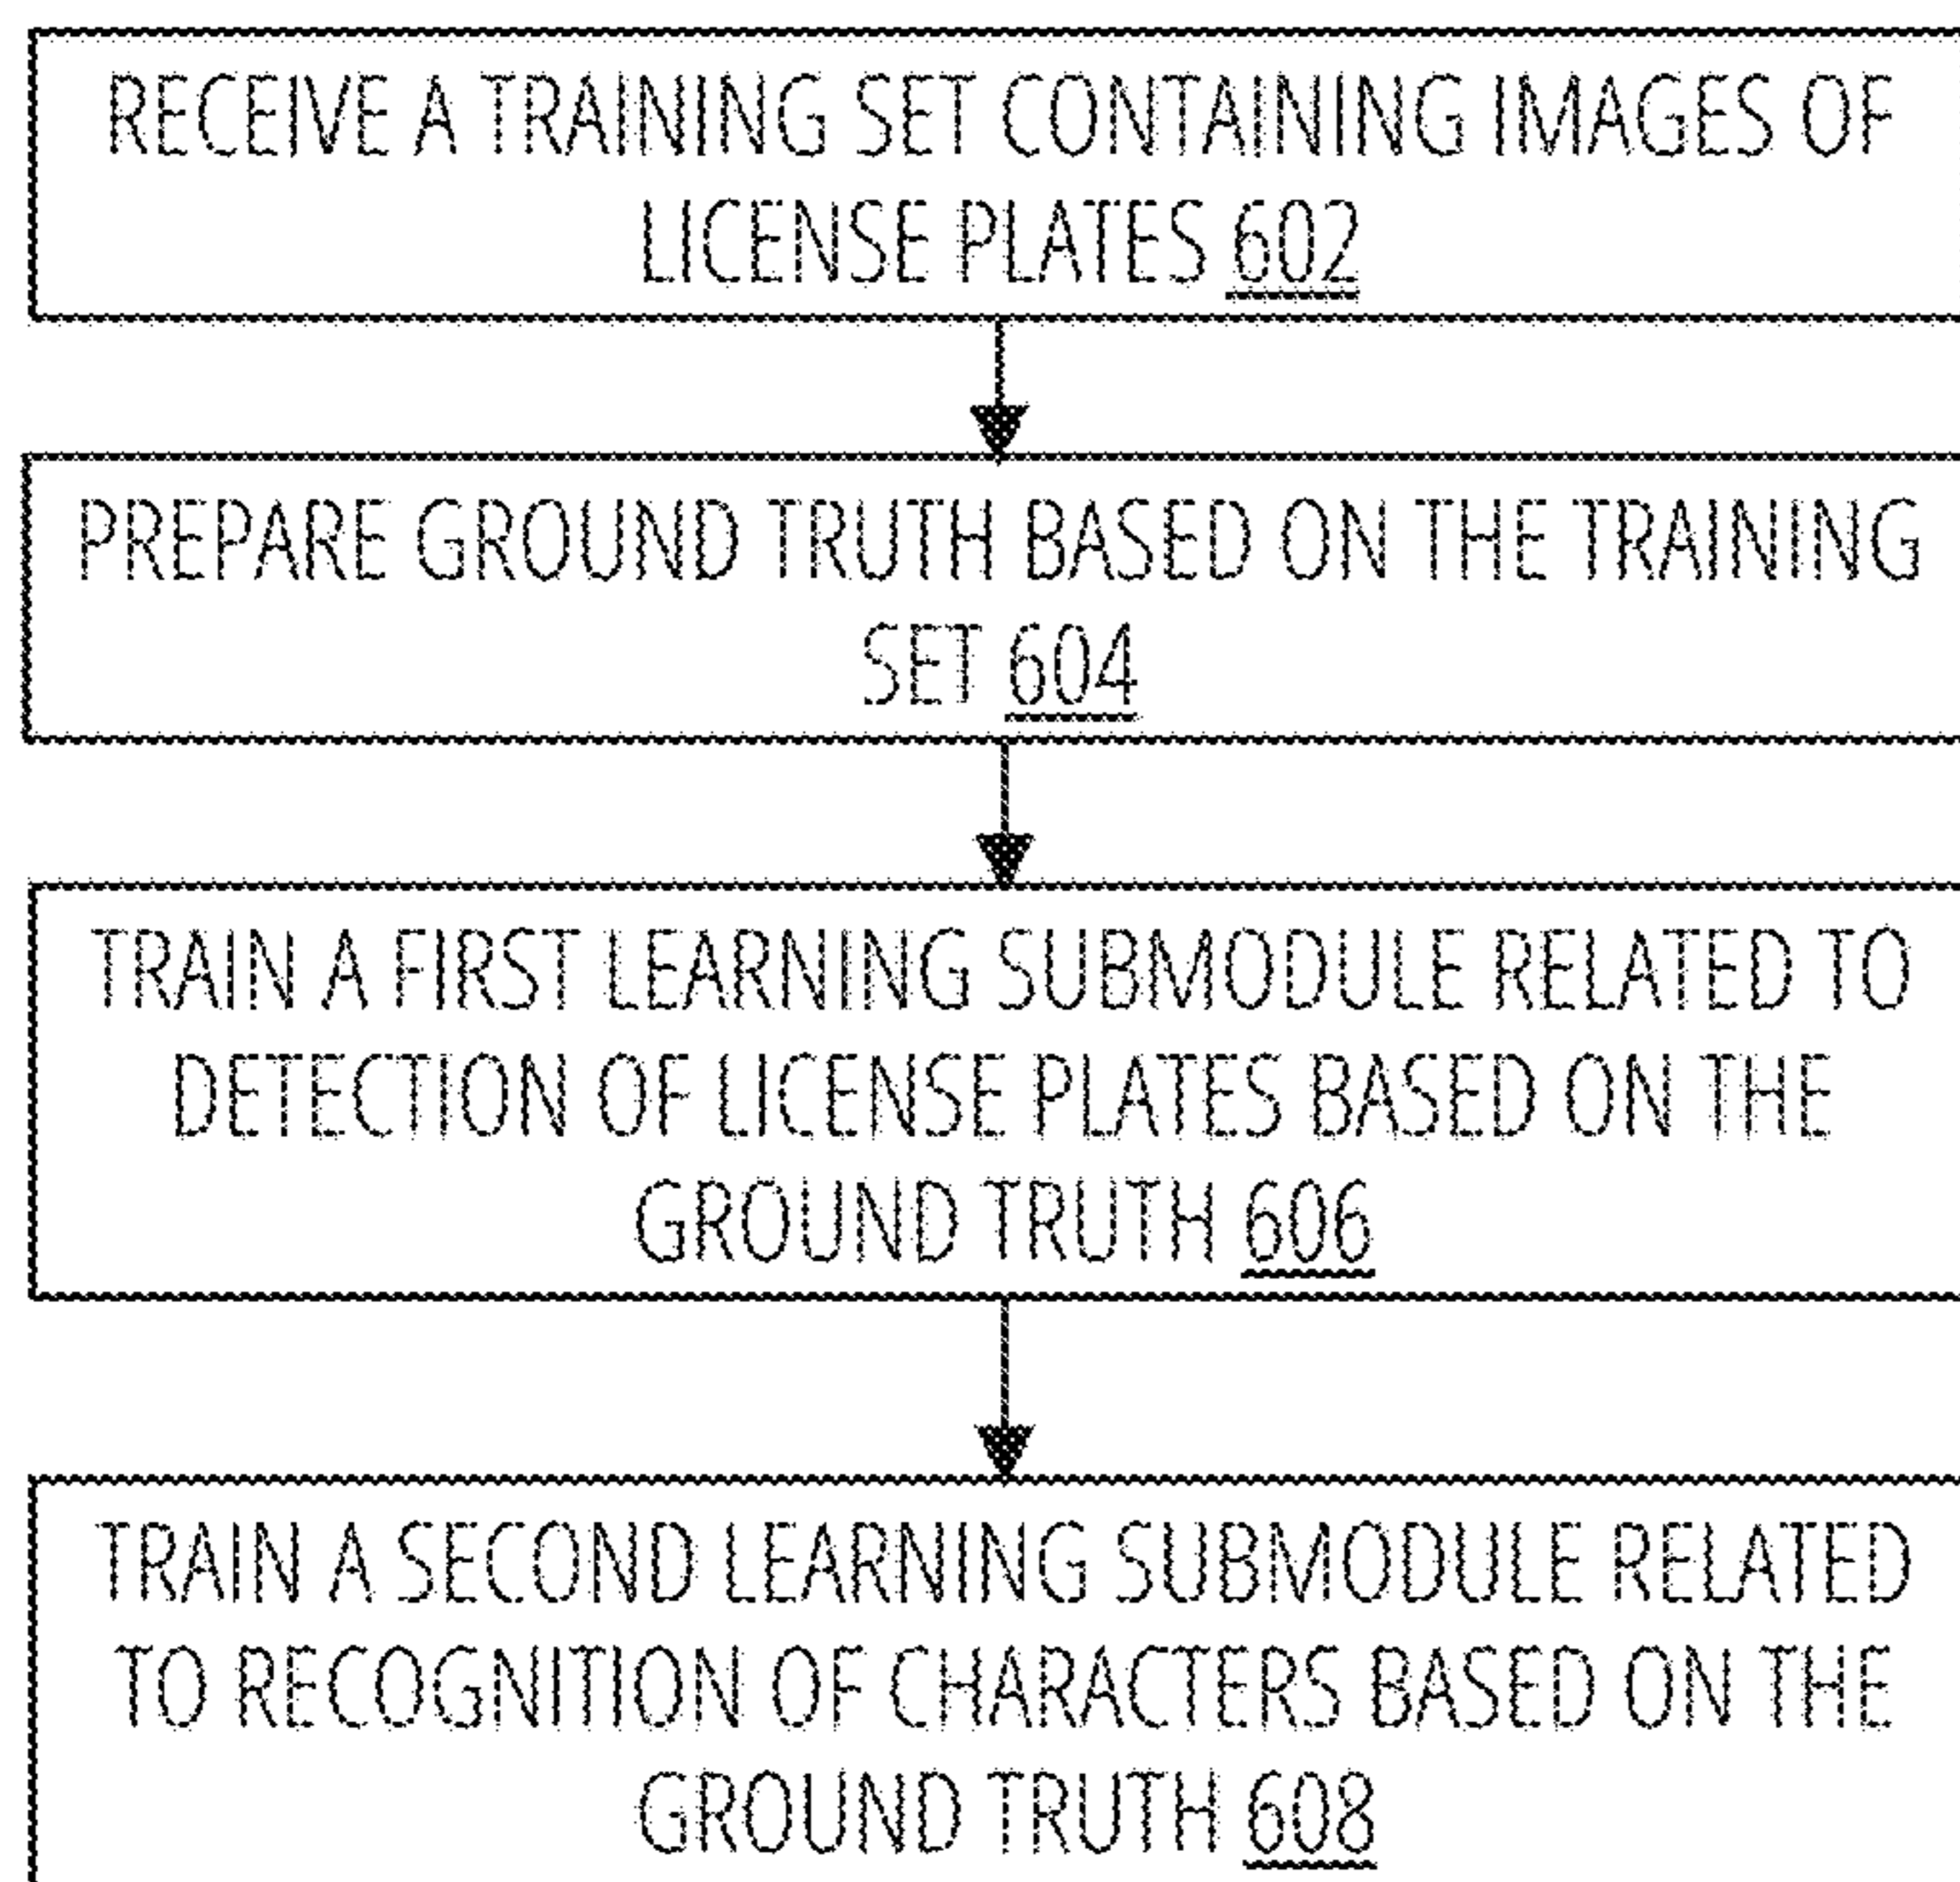 RECEIVE A TRAINING SET CONTAINING IMAGES OF
LICENSE PLATES 602
PREPARE GROUND TRUTH BASED ON THE TRAINING
SET 604
TRAIN A FIRST LEARNING SUBMODULE RELATED TO
DETECTION OF LICENSE PLATES BASED ON THE
GROUND TRUTH 606
TRAIN A SECOND LEARNING SUBMODULE RELATED
TO RECOGNITION OF CHARACTERS BASED ON THE
GROUND TRUTH 608